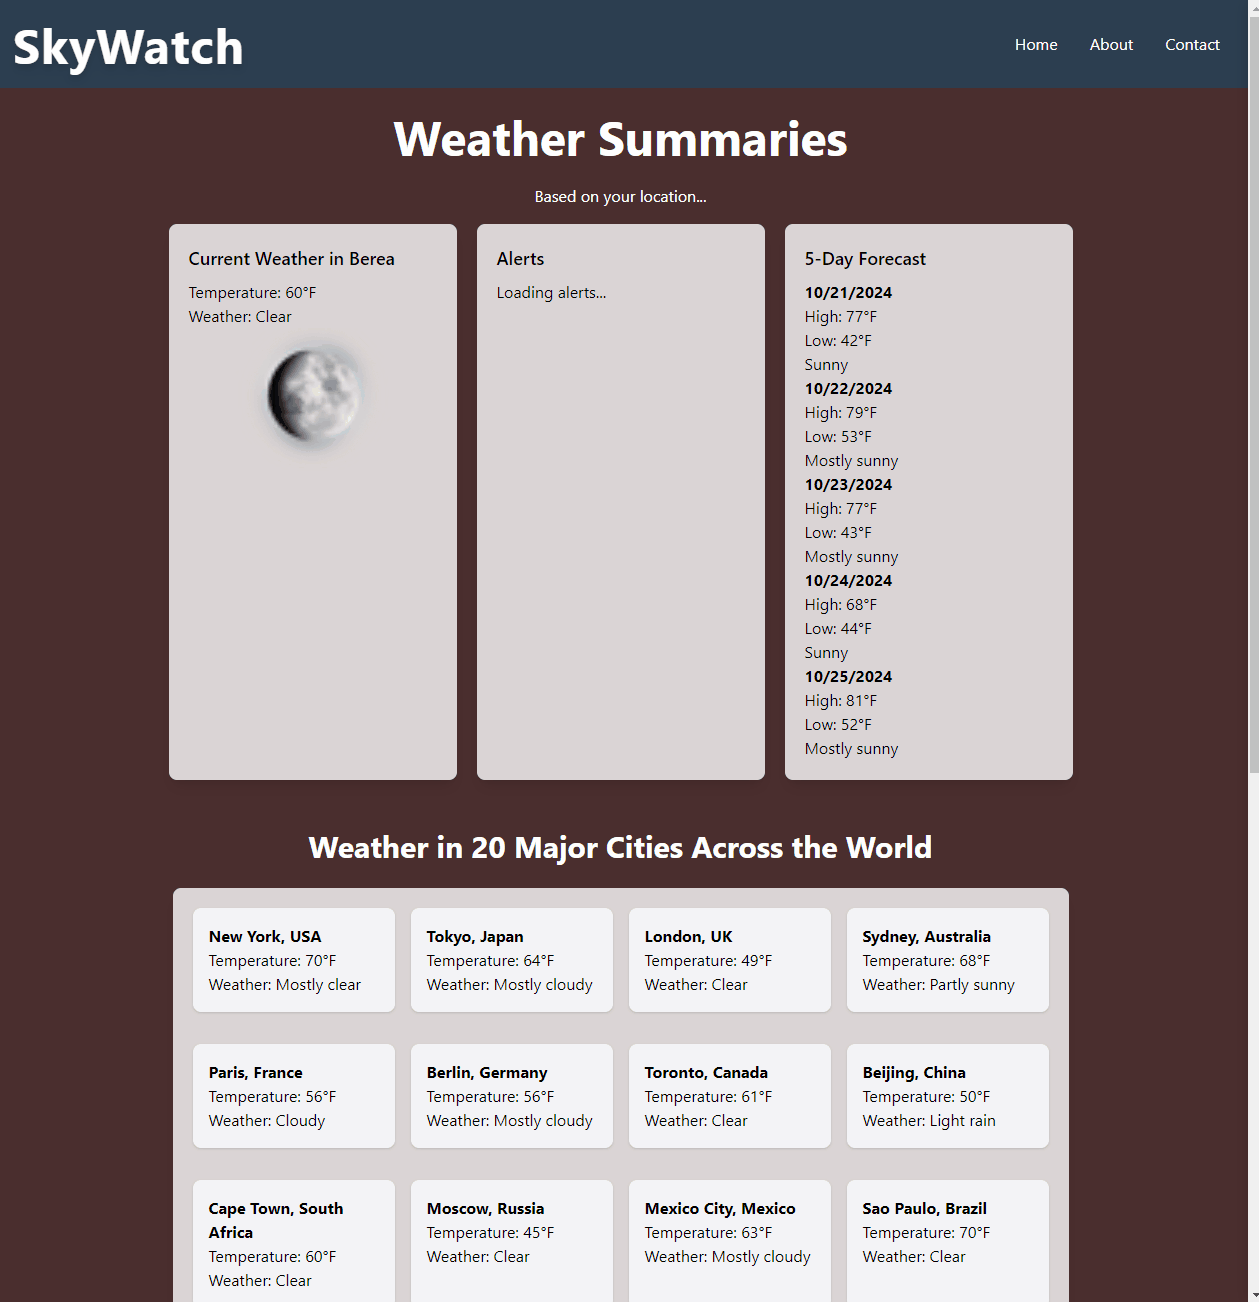 SkyWatch
Home
About
Contact
Weather Summaries
Based on your location...
Current Weather in Berea
Temperature: 60°F
Weather: Clear
Alerts
Loading alerts...
5-Day Forecast
10/21/2024
High: 77°F
Low: 42°F
Sunny
10/22/2024
High: 79°F
Low: 53°F
Mostly sunny
10/23/2024
High: 77°F
Low: 43°F
Mostly sunny
10/24/2024
High: 68°F
Low: 44°F
Sunny
10/25/2024
High: 81°F
Low: 52°F
Mostly sunny
Weather in 20 Major Cities Across the World
New York, USA
Temperature: 70°F
Weather: Mostly clear
Tokyo, Japan
Temperature: 64°F
Weather: Mostly cloudy
London, UK
Temperature: 49°F
Weather: Clear
Sydney, Australia
Temperature: 68°F
Weather: Partly sunny
Paris, France
Temperature: 56°F
Weather: Cloudy
Berlin, Germany
Temperature: 56°F
Weather: Mostly cloudy
Toronto, Canada
Temperature: 61°F
Weather: Clear
Beijing, China
Temperature: 50°F
Weather: Light rain
Cape Town, South
Africa
Temperature: 60°F
Weather: Clear
Moscow, Russia
Temperature: 45°F
Weather: Clear
Mexico City, Mexico
Temperature: 63°F
Weather: Mostly cloudy
Sao Paulo, Brazil
Temperature: 70°F
Weather: Clear